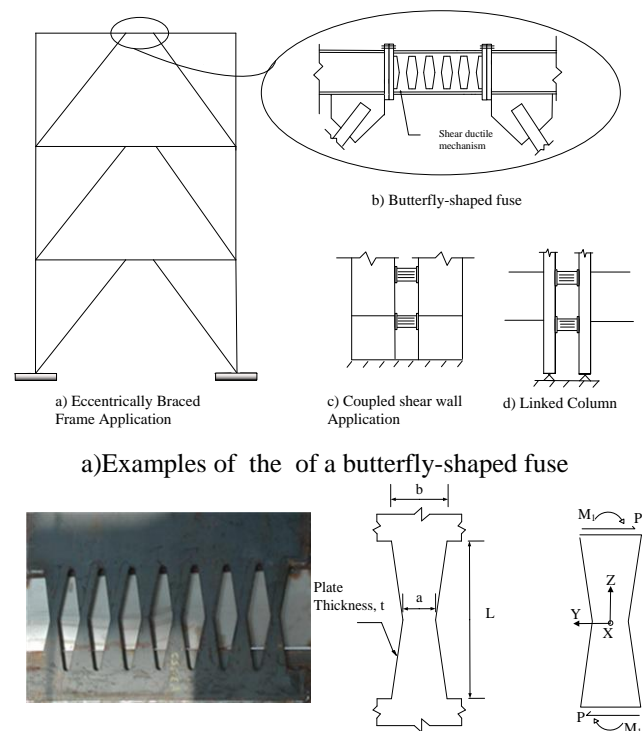 Shear ductile
mechanism
b) Butterfly-shaped fuse
a) Eccentrically Braced
Frame Application
c) Coupled shear wall
Application
d) Linked Column
a)Examples of the of a butterfly-shaped fuse
b
Plate
Thickness, t
a
L
M₁
P
Z
Y
X
P
M₁